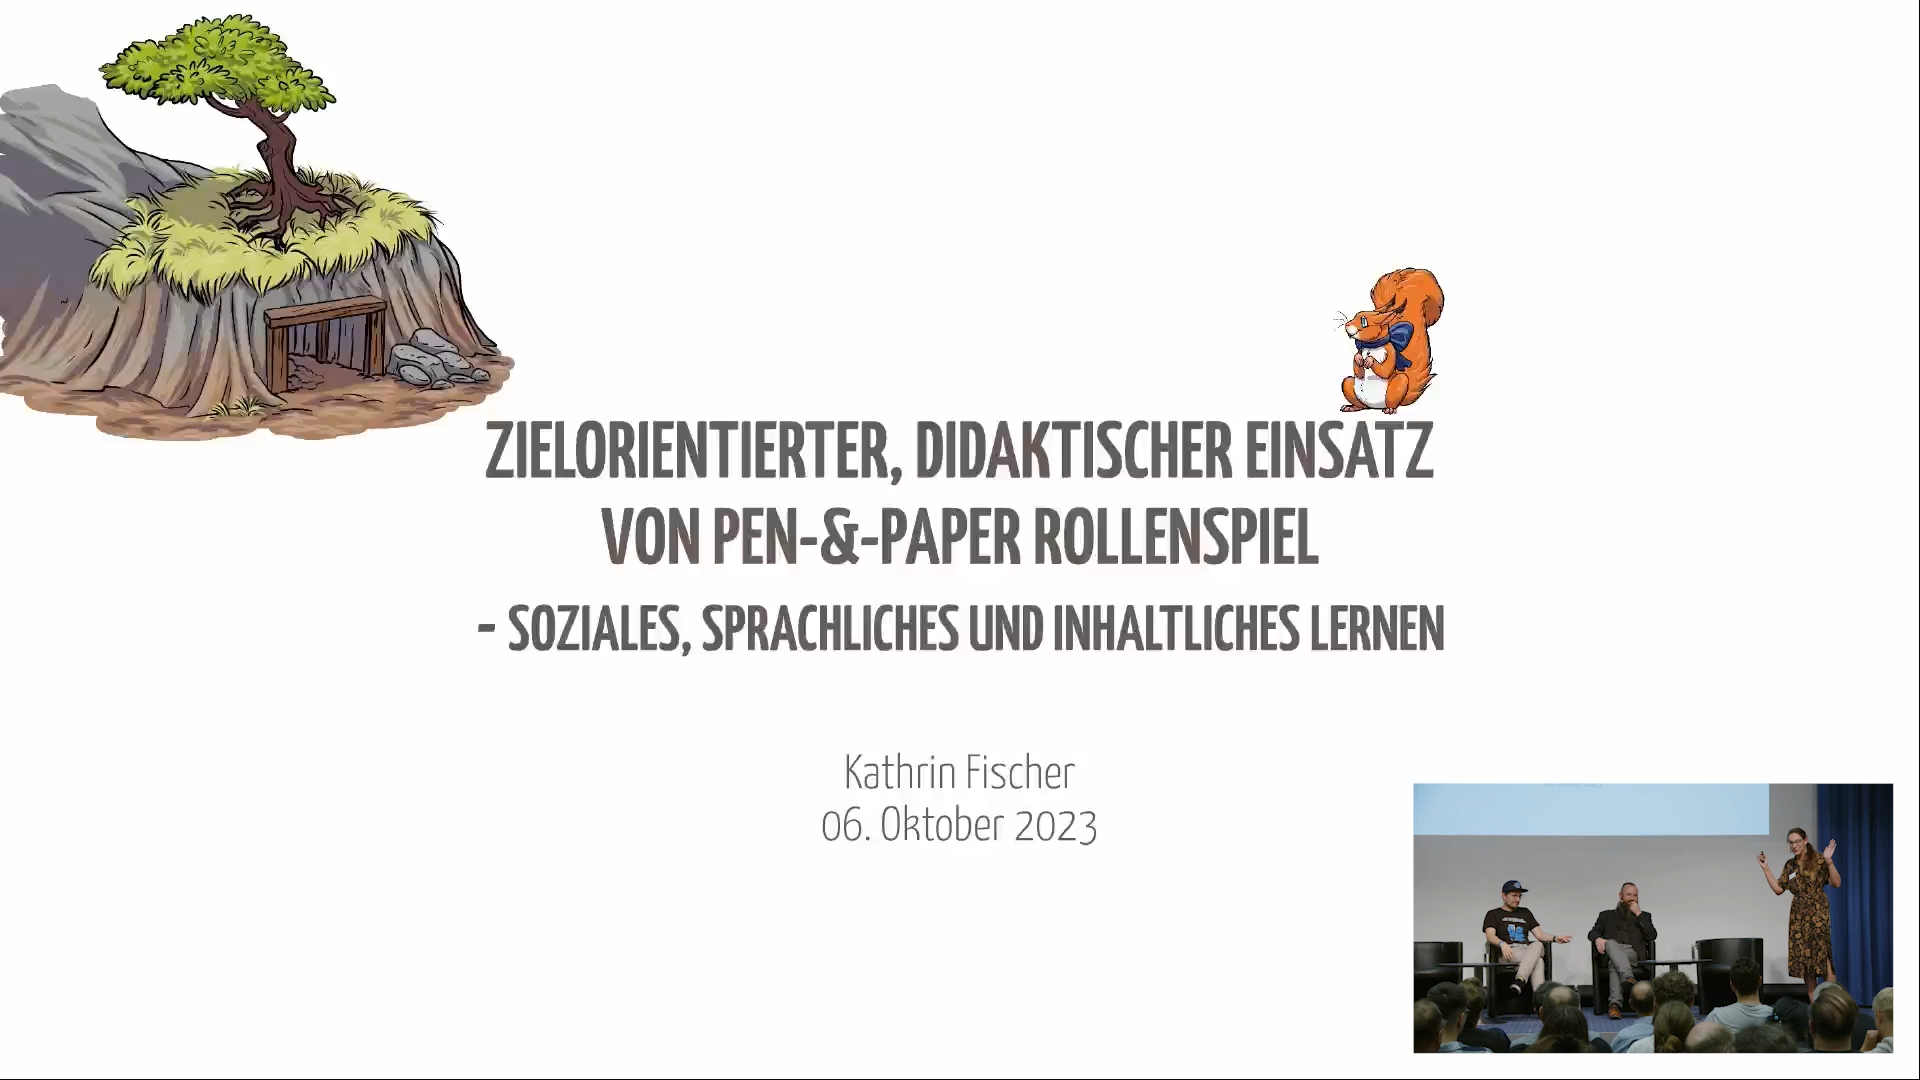 ZIELORIENTIERTER, DIDAKTISCHER EINSATZ
VON PEN-&-PAPER ROLLENSPIEL
- SOZIALES, SPRACHLICHES UND INHALTLICHES LERNEN
Kathrin Fischer
06. Oktober 2023